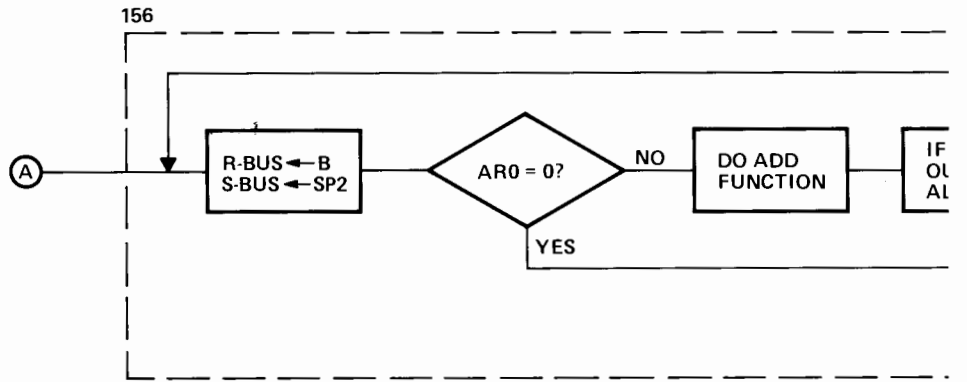 156
A
R-BUS ← B
S-BUS ← SP2
AR0 = 0?
NO
YES
DO ADD
FUNCTION
IF